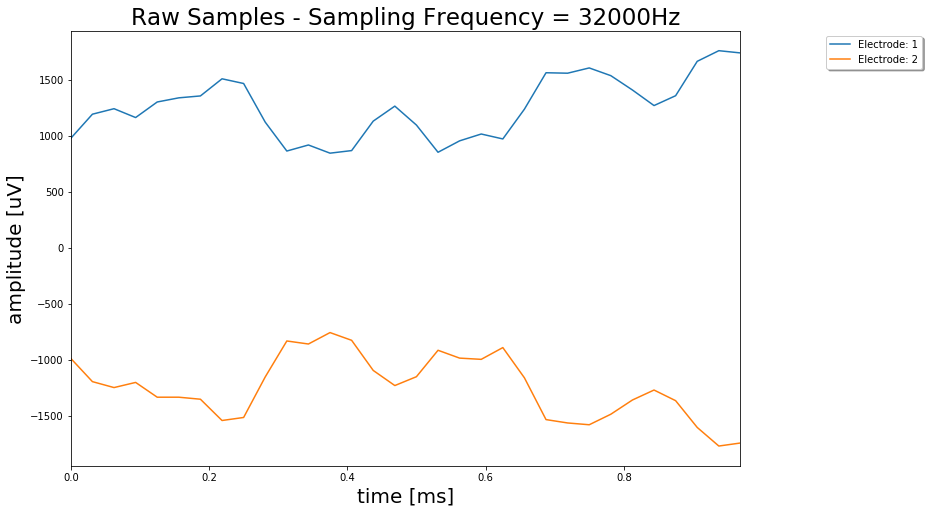 Raw Samples - Sampling Frequency = 32000Hz
Electrode: 1
Electrode: 2
amplitude [uV]
1500
1000
500
0
−500
−1000
−1500
0.0 0.2 0.4 0.6 0.8
time [ms]